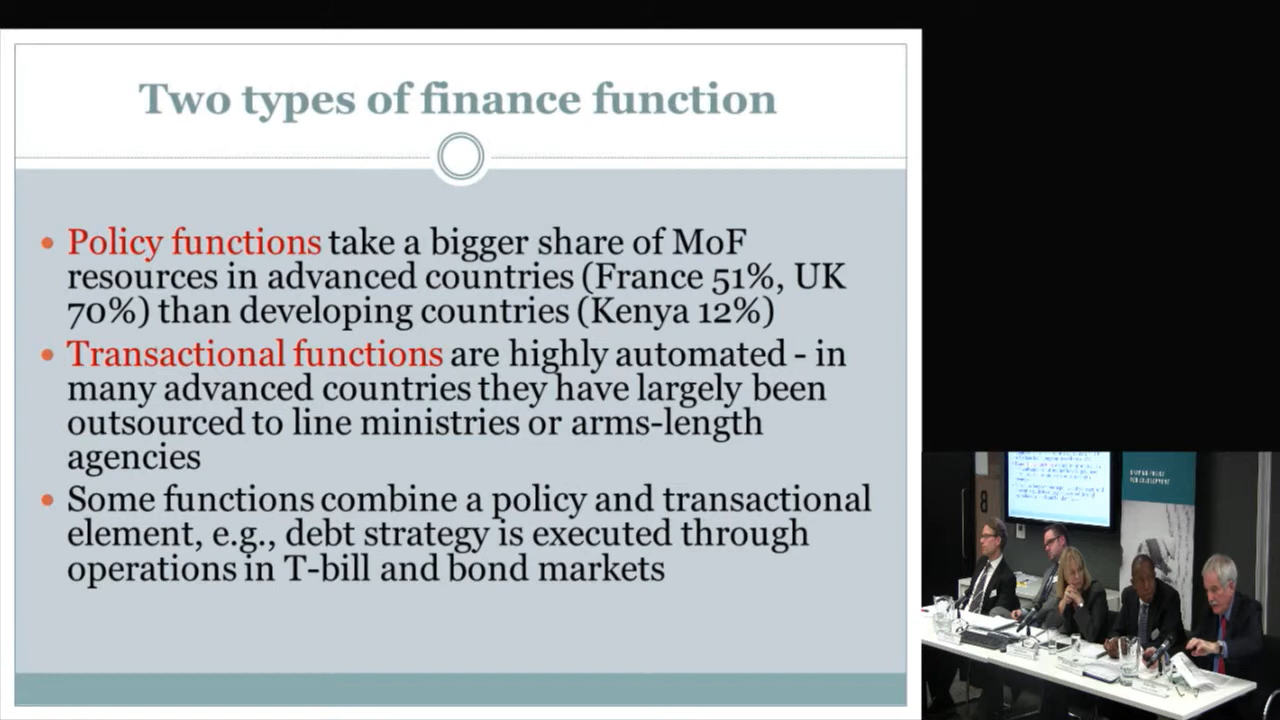 Two types of finance function
• Policy functions take a bigger share of MoF
resources in advanced countries (France 51%, UK
70%) than developing countries (Kenya 12%)
• Transactional functions are highly automated - in
many advanced countries they have largely been
outsourced to line ministries or arms-length
agencies
• Some functions combine a policy and transactional
element, e.g., debt strategy is executed through
operations in T-bill and bond markets
8